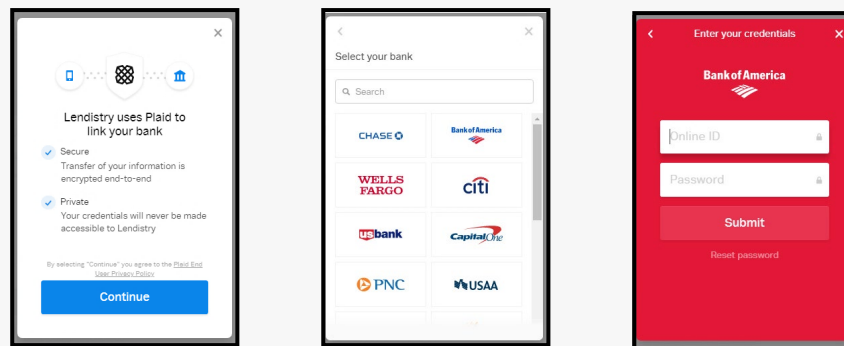 Lendistry uses Plaid to
link your bank
Secure
Transfer of your information is
encrypted end-to-end
Private
Your credentials will never be made
accessible to Lendistry
By selecting "Continue" you agree to the Plaid End
User Privacy Policy
Continue
Select your bank
Search
CHASE
Bank of America
WELLS
FARGO
citi
usbank
Capital One
PNC
USAA
Enter your credentials
Bank of America
Online ID
Password
Submit
Reset password